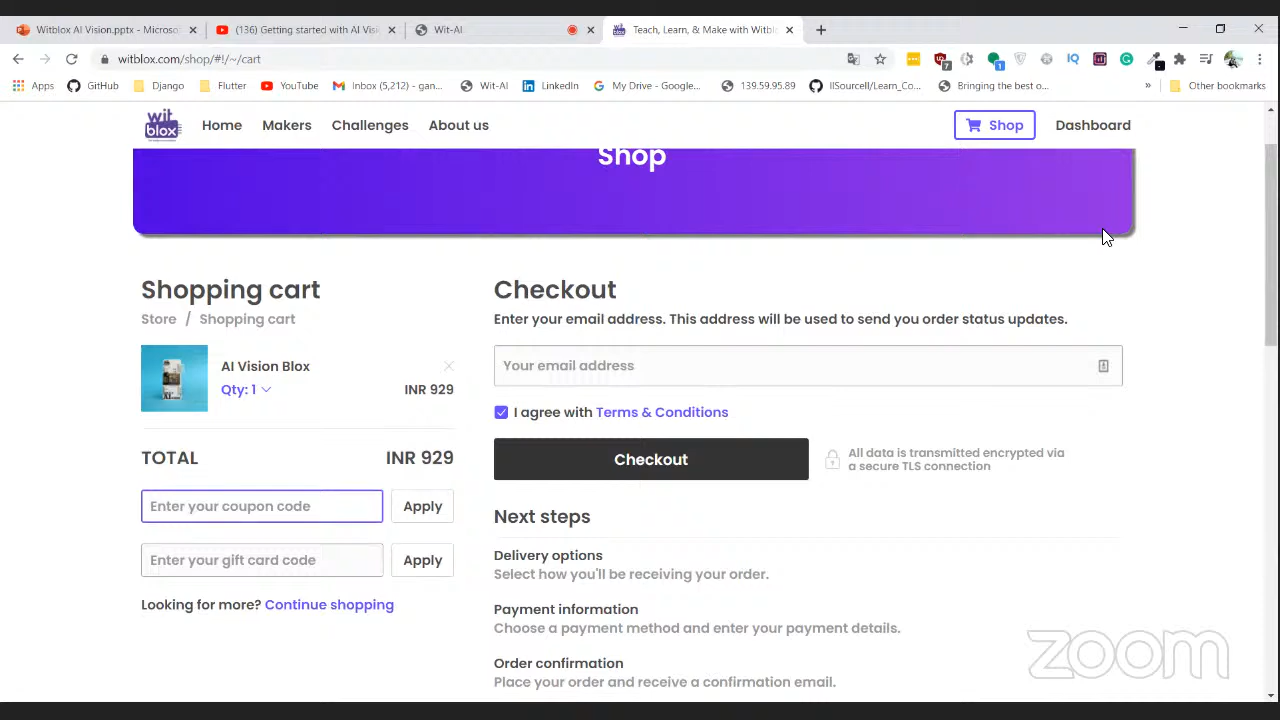 Witblox AI Vision.pptx - Microso
(136) Getting started with AI Vis
Wit-AI
Teach, Learn, & Make with Witb
witblox.com/shop/#!/~/cart
Apps
GitHub
Django
Flutter
YouTube
Inbox (5,212) - gan...
Wit-AI
LinkedIn
My Drive - Google...
139.59.95.89
IISourcell/Learn_Co...
Bringing the best o...
»
Other bookmarks
wit
blox
Home
Makers
Challenges
About us
Shop
Dashboard
Shop
Shopping cart
Store / Shopping cart
AI Vision Blox
Qty: 1
INR 929
TOTAL
INR 929
Enter your coupon code
Apply
Enter your gift card code
Apply
Looking for more? Continue shopping
Checkout
Enter your email address. This address will be used to send you order status updates.
Your email address
I agree with Terms & Conditions
Checkout
All data is transmitted encrypted via
a secure TLS connection
Next steps
Delivery options
Select how you'll be receiving your order.
Payment information
Choose a payment method and enter your payment details.
Order confirmation
Place your order and receive a confirmation email.
zoom